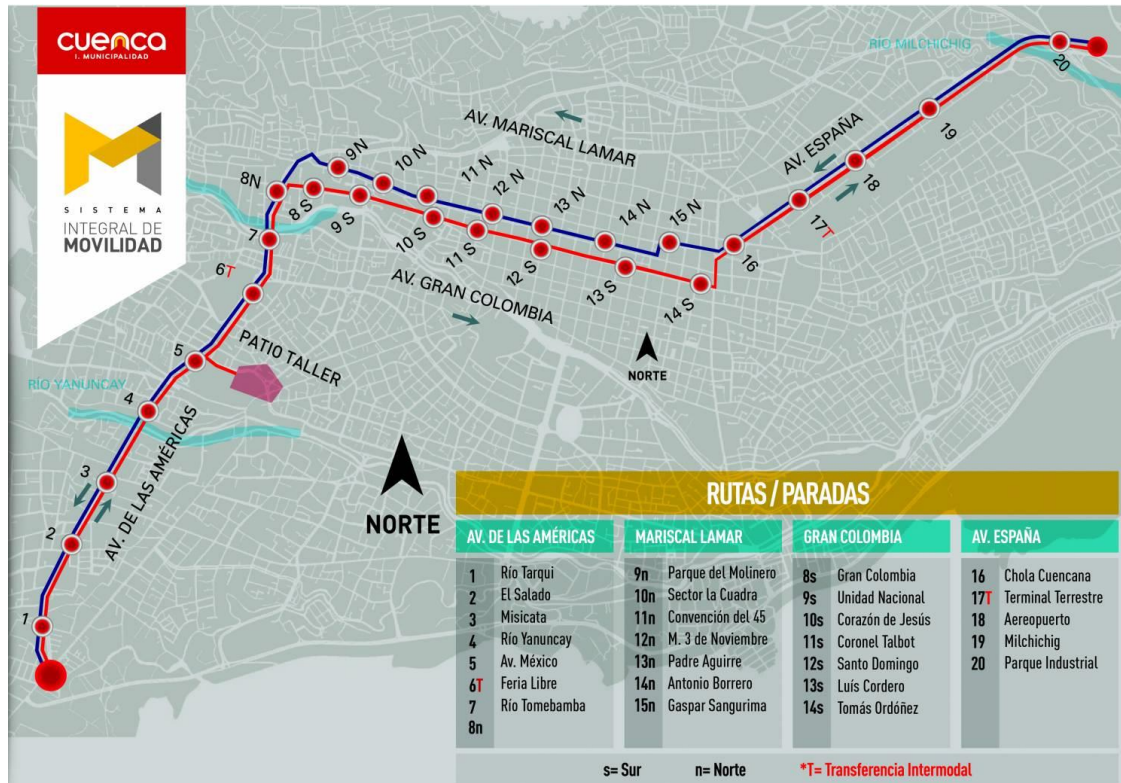 cuenca
I. MUNICIPALIDAD
SISTEMA
INTEGRAL DE
MOVILIDAD
RÍO MILCHICHIG
20
19
AV. ESPAÑA
18
17T
16
AV. MARISCAL LAMAR
8N
9N
10 N
11 N
12 N
13 N
14 N
15 N
8 S
9 S
10 S
11 S
12 S
13 S
14 S
AV. GRAN COLOMBIA
NORTE
7
6T
5
PATIO TALLER
RÍO YANUNCAY
4
3
AV. DE LAS AMÉRICAS
2
1
NORTE
RUTAS / PARADAS
AV. DE LAS AMÉRICAS
1 Río Tarqui
2 El Salado
3 Misicata
4 Río Yanuncay
5 Av. México
6T Feria Libre
7 Río Tomebamba
8n
MARISCAL LAMAR
9n Parque del Molinero
10n Sector la Cuadra
11n Convención del 45
12n M. 3 de Noviembre
13n Padre Aguirre
14n Antonio Borrero
15n Gaspar Sangurima
GRAN COLOMBIA
8s Gran Colombia
9s Unidad Nacional
10s Corazón de Jesús
11s Coronel Talbot
12s Santo Domingo
13s Luís Cordero
14s Tomás Ordóñez
AV. ESPAÑA
16 Chola Cuencana
17T Terminal Terrestre
18 Aereopuerto
19 Milchichig
20 Parque Industrial
s= Sur n= Norte *T= Transferencia Intermodal